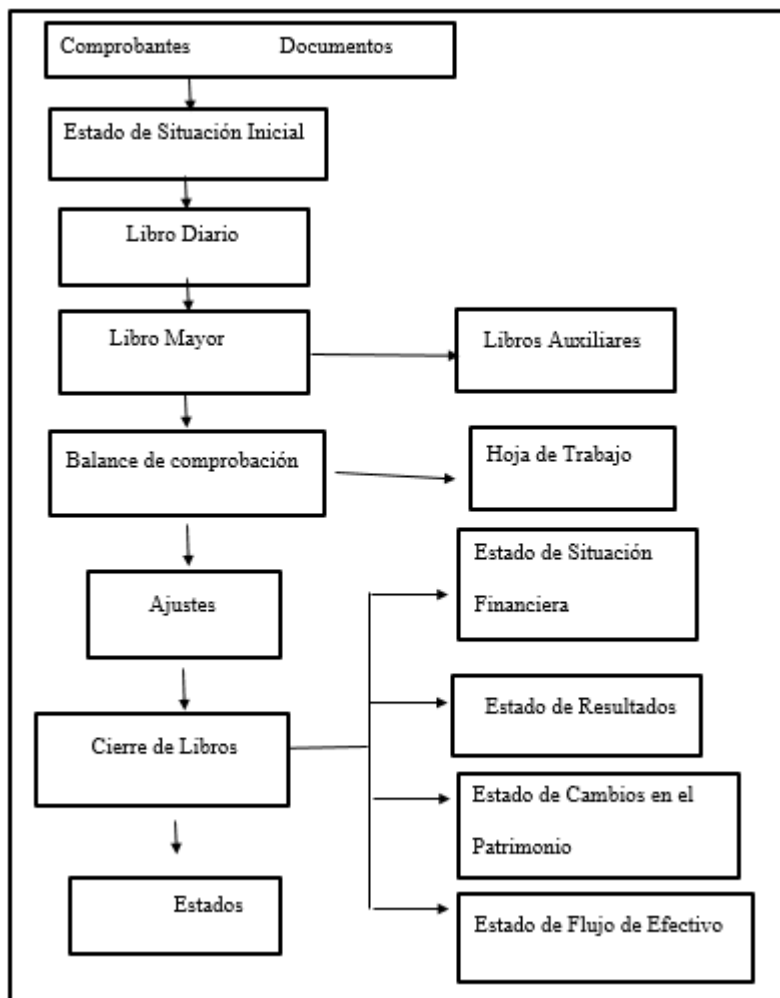 Comprobantes Documentos
Estado de Situación Inicial
Libro Diario
Libro Mayor
Libros Auxiliares
Balance de comprobación
Hoja de Trabajo
Ajustes
Estado de Situación
Financiera
Cierre de Libros
Estado de Resultados
Estado de Cambios en el
Patrimonio
Estados
Estado de Flujo de Efectivo